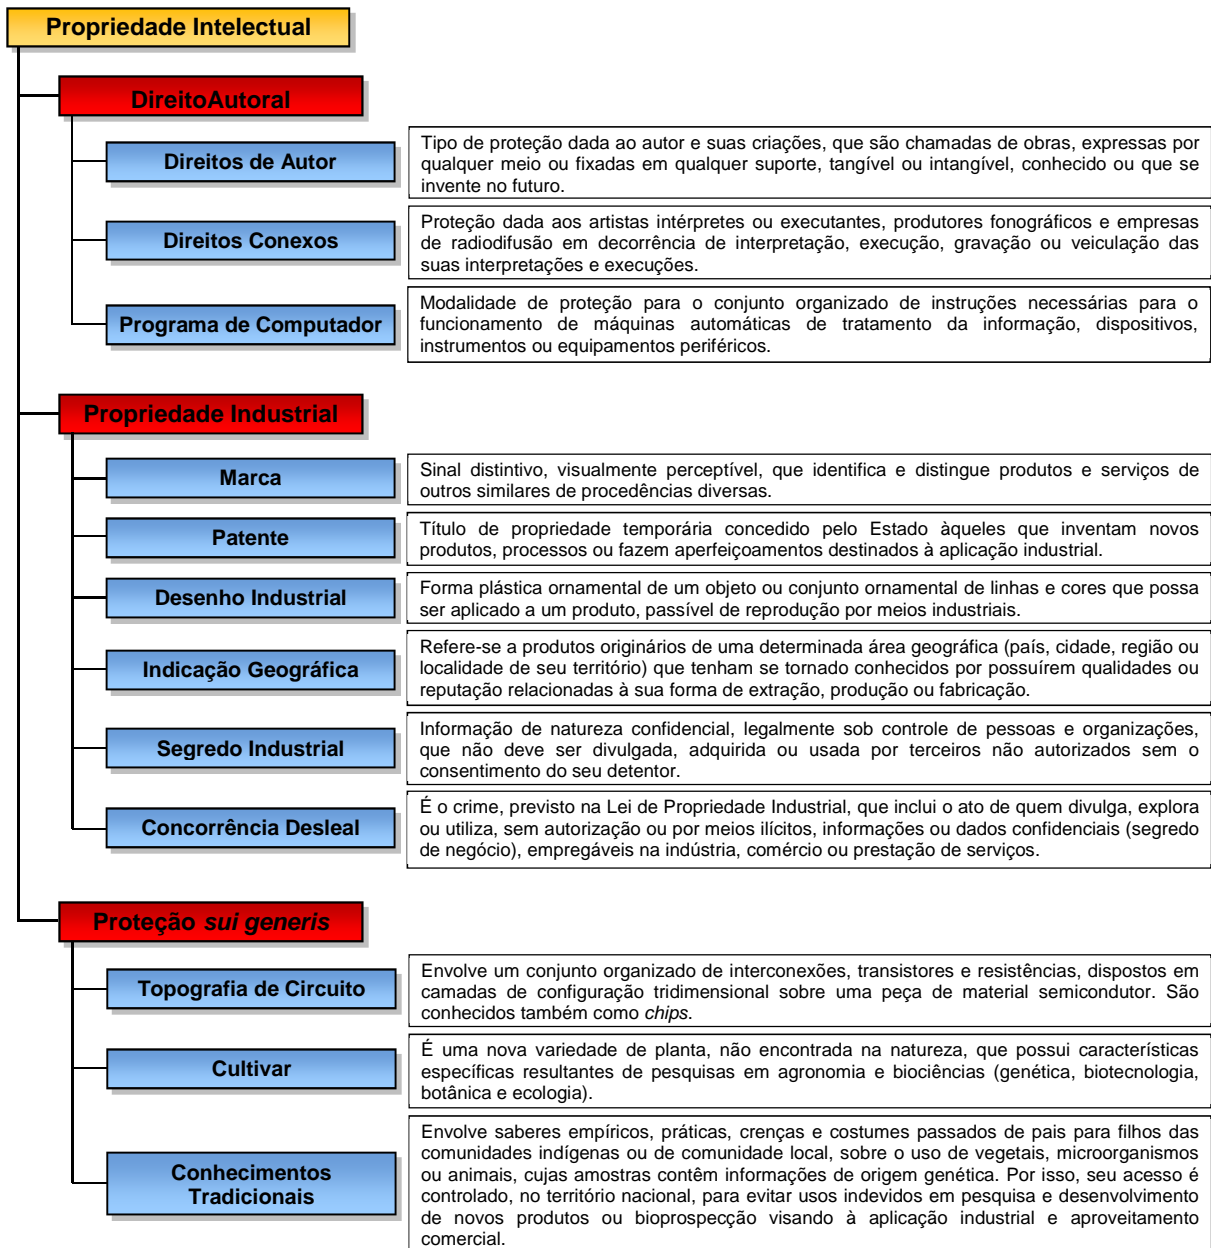 Propriedade Intelectual
DireitoAutoral
Direitos de Autor
Tipo de proteção dada ao autor e suas criações, que são chamadas de obras, expressas por
qualquer meio ou fixadas em qualquer suporte, tangível ou intangível, conhecido ou que se
invente no futuro.
Direitos Conexos
Proteção dada aos artistas intérpretes ou executantes, produtores fonográficos e empresas
de radiodifusão em decorrência de interpretação, execução, gravação ou veiculação das
suas interpretações e execuções.
Programa de Computador
Modalidade de proteção para o conjunto organizado de instruções necessárias para o
funcionamento de máquinas automáticas de tratamento da informação, dispositivos,
instrumentos ou equipamentos periféricos.
Propriedade Industrial
Marca
Sinal distintivo, visualmente perceptível, que identifica e distingue produtos e serviços de
outros similares de procedências diversas.
Patente
Título de propriedade temporária concedido pelo Estado àqueles que inventam novos
produtos, processos ou fazem aperfeiçoamentos destinados à aplicação industrial.
Desenho Industrial
Forma plástica ornamental de um objeto ou conjunto ornamental de linhas e cores que possa
ser aplicado a um produto, passível de reprodução por meios industriais.
Indicação Geográfica
Refere-se a produtos originários de uma determinada área geográfica (país, cidade, região ou
localidade de seu território) que tenham se tornado conhecidos por possuírem qualidades ou
reputação relacionadas à sua forma de extração, produção ou fabricação.
Segredo Industrial
Informação de natureza confidencial, legalmente sob controle de pessoas e organizações,
que não deve ser divulgada, adquirida ou usada por terceiros não autorizados sem o
consentimento do seu detentor.
Concorrência Desleal
É o crime, previsto na Lei de Propriedade Industrial, que inclui o ato de quem divulga, explora
ou utiliza, sem autorização ou por meios ilícitos, informações ou dados confidenciais (segredo
de negócio), empregáveis na indústria, comércio ou prestação de serviços.
Proteção sui generis
Topografia de Circuito
Envolve um conjunto organizado de interconexões, transistores e resistências, dispostos em
camadas de configuração tridimensional sobre uma peça de material semicondutor. São
conhecidos também como chips.
Cultivar
É uma nova variedade de planta, não encontrada na natureza, que possui características
específicas resultantes de pesquisas em agronomia e biociências (genética, biotecnologia,
botânica e ecologia).
Conhecimentos
Tradicionais
Envolve saberes empíricos, práticas, crenças e costumes passados de pais para filhos das
comunidades indígenas ou de comunidade local, sobre o uso de vegetais, microorganismos
ou animais, cujas amostras contêm informações de origem genética. Por isso, seu acesso é
controlado, no território nacional, para evitar usos indevidos em pesquisa e desenvolvimento
de novos produtos ou bioprospecção visando à aplicação industrial e aproveitamento
comercial.